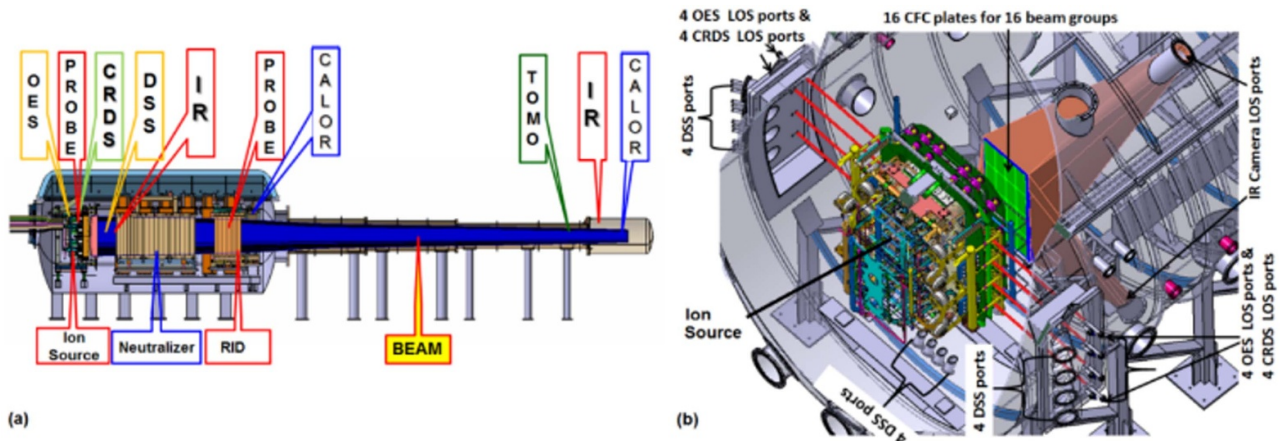 OES
PROBE
CRDS
DSS
IR
PROBE
CALOR
TOMO
IR
CALOR
Ion
Source
Neutralizer
RID
BEAM
(a)
4 OES LOS ports &
4 CRDS LOS ports
16 CFC plates for 16 beam groups
4 DSS ports
IR Camera LOS ports
Ion
Source
4 DSS ports
4 DSS ports
4 OES LOS ports &
4 CRDS LOS ports
(b)